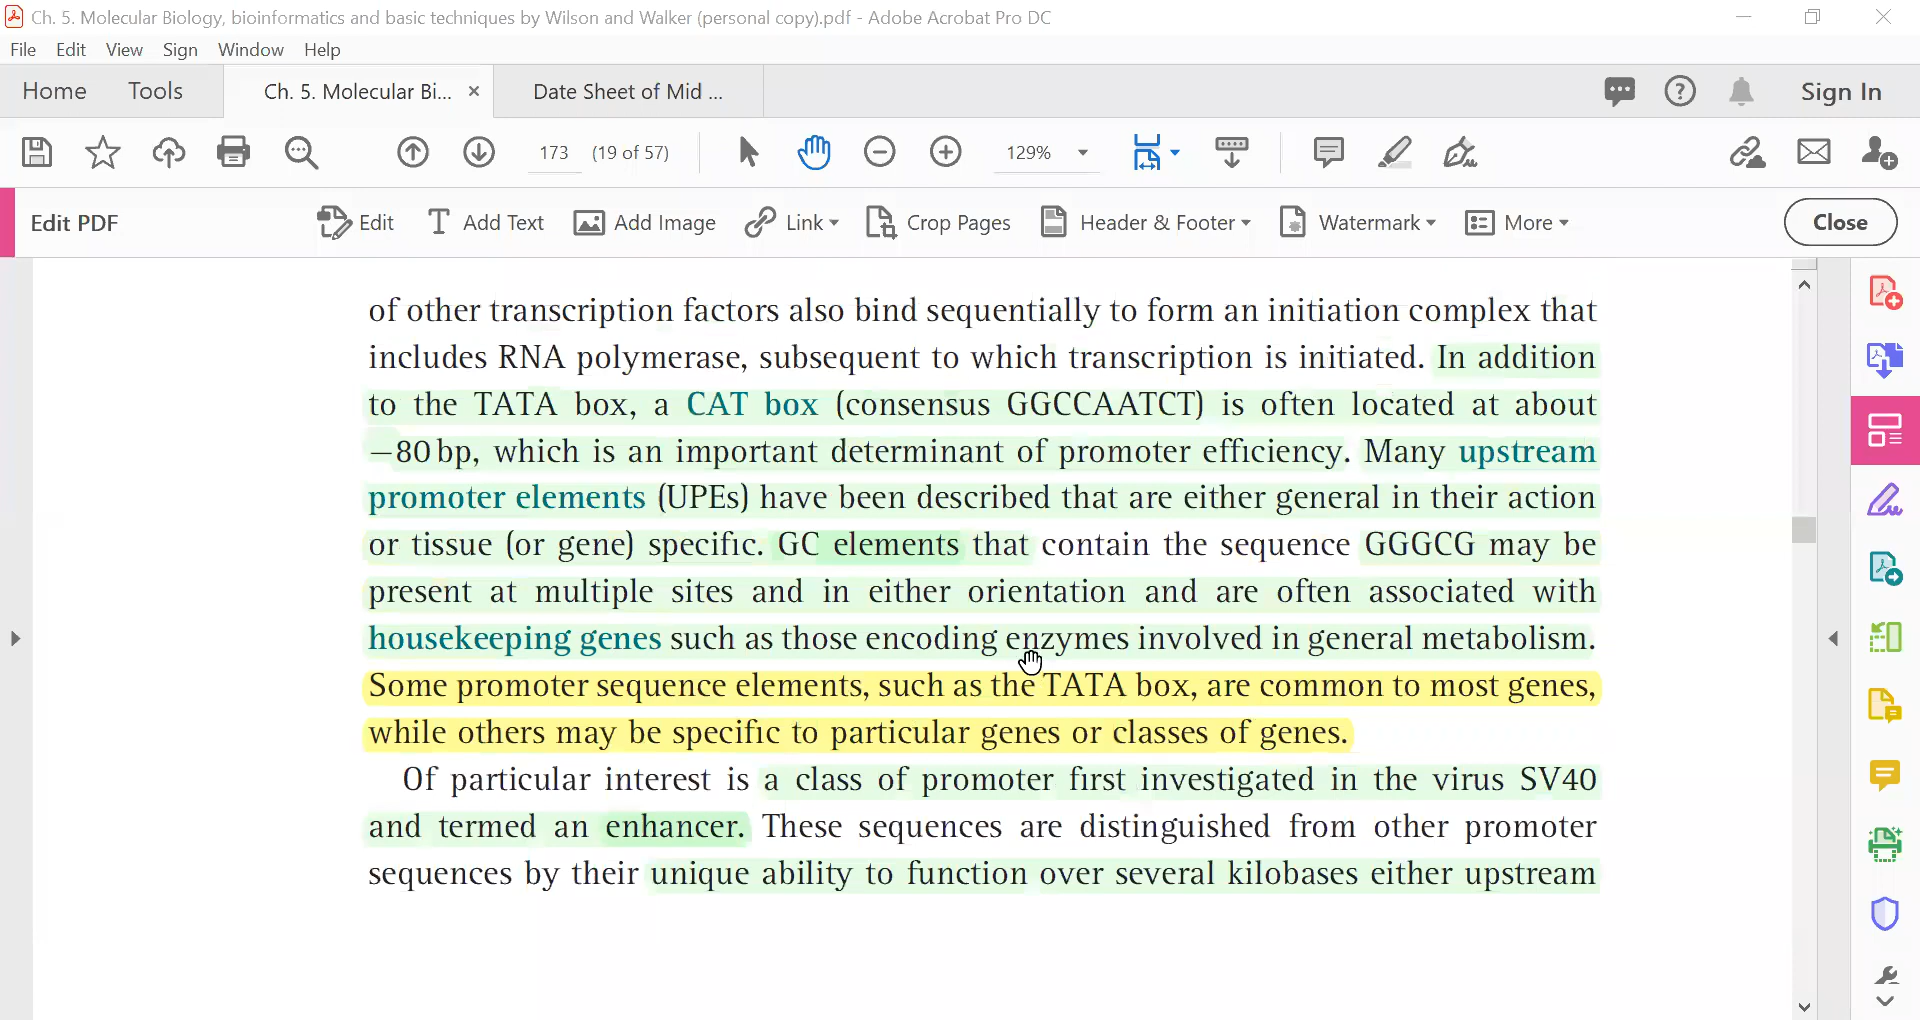 Ch. 5. Molecular Biology, bioinformatics and basic techniques by Wilson and Walker (personal copy).pdf - Adobe Acrobat Pro DC
File Edit View Sign Window Help
Home Tools Ch. 5. Molecular Bi... × Date Sheet of Mid ... Sign In
173 (19 of 57) 129%
Edit PDF Edit Add Text Add Image Link Crop Pages Header & Footer Watermark More Close
of other transcription factors also bind sequentially to form an initiation complex that
includes RNA polymerase, subsequent to which transcription is initiated. In addition
to the TATA box, a CAT box (consensus GGCCAATCT) is often located at about
−80 bp, which is an important determinant of promoter efficiency. Many upstream
promoter elements (UPEs) have been described that are either general in their action
or tissue (or gene) specific. GC elements that contain the sequence GGGCG may be
present at multiple sites and in either orientation and are often associated with
housekeeping genes such as those encoding enzymes involved in general metabolism.
Some promoter sequence elements, such as the TATA box, are common to most genes,
while others may be specific to particular genes or classes of genes.
Of particular interest is a class of promoter first investigated in the virus SV40
and termed an enhancer. These sequences are distinguished from other promoter
sequences by their unique ability to function over several kilobases either upstream